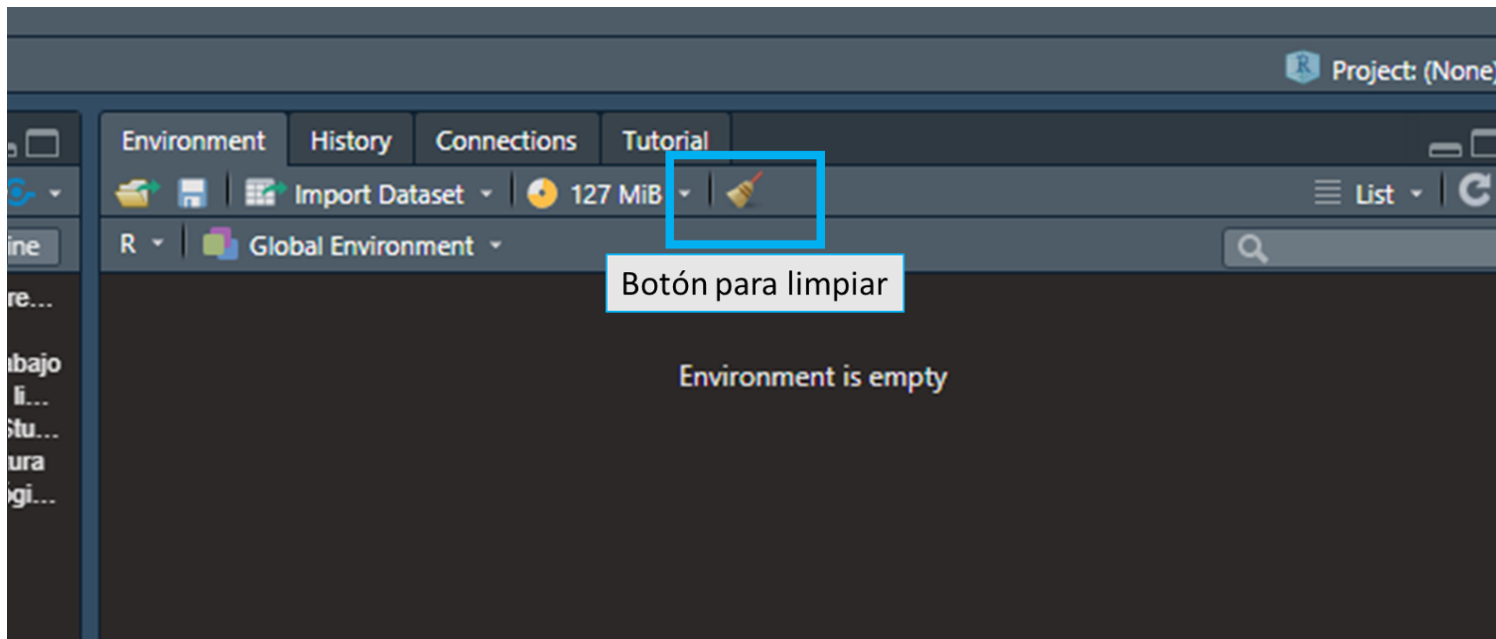 Project: (None)
Environment History Connections Tutorial
Import Dataset 127 MiB List
R Global Environment
Botón para limpiar
Environment is empty